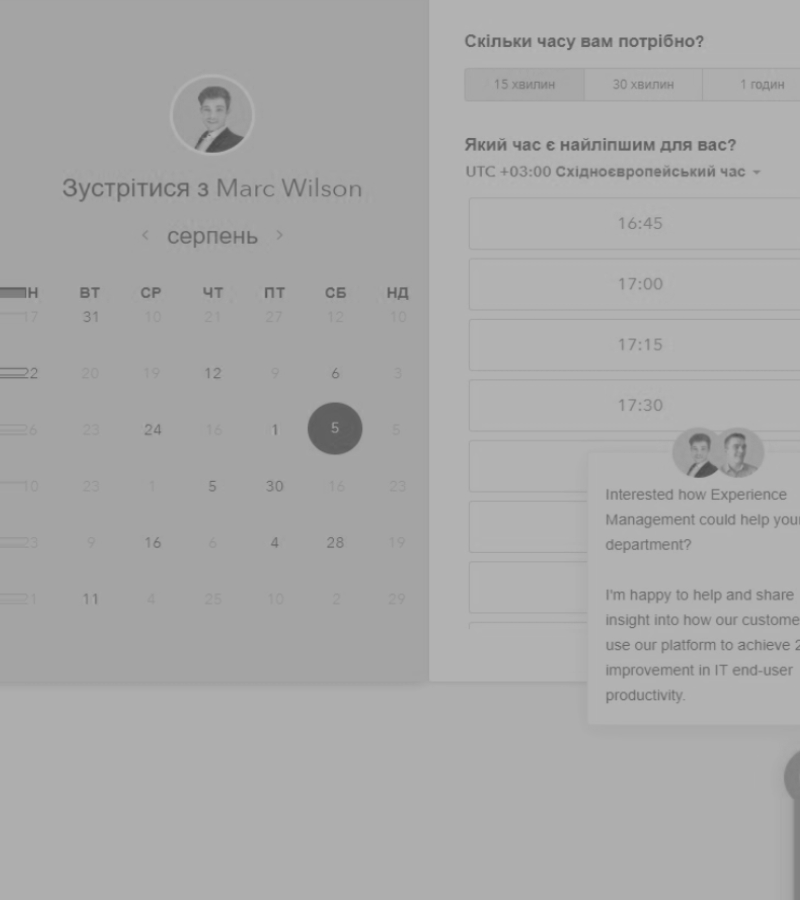 Зустрітися з Marc Wilson
серпень
Н ВТ СР ЧТ ПТ СБ НД
17 31 10 21 27 12 10
2 20 19 12 9 6 3
6 23 24 16 1 5 5
10 23 1 5 30 16 23
23 9 16 6 4 28 19
1 11 4 25 10 2 29
Скільки часу вам потрібно?
15 хвилин 30 хвилин 1 годин
Який час є найліпшим для вас?
UTC +03:00 Східноєвропейський час
16:45
17:00
17:15
17:30
Interested how Experience
Management could help your
department?
I'm happy to help and share
insight into how our custome
use our platform to achieve 2
improvement in IT end-user
productivity.